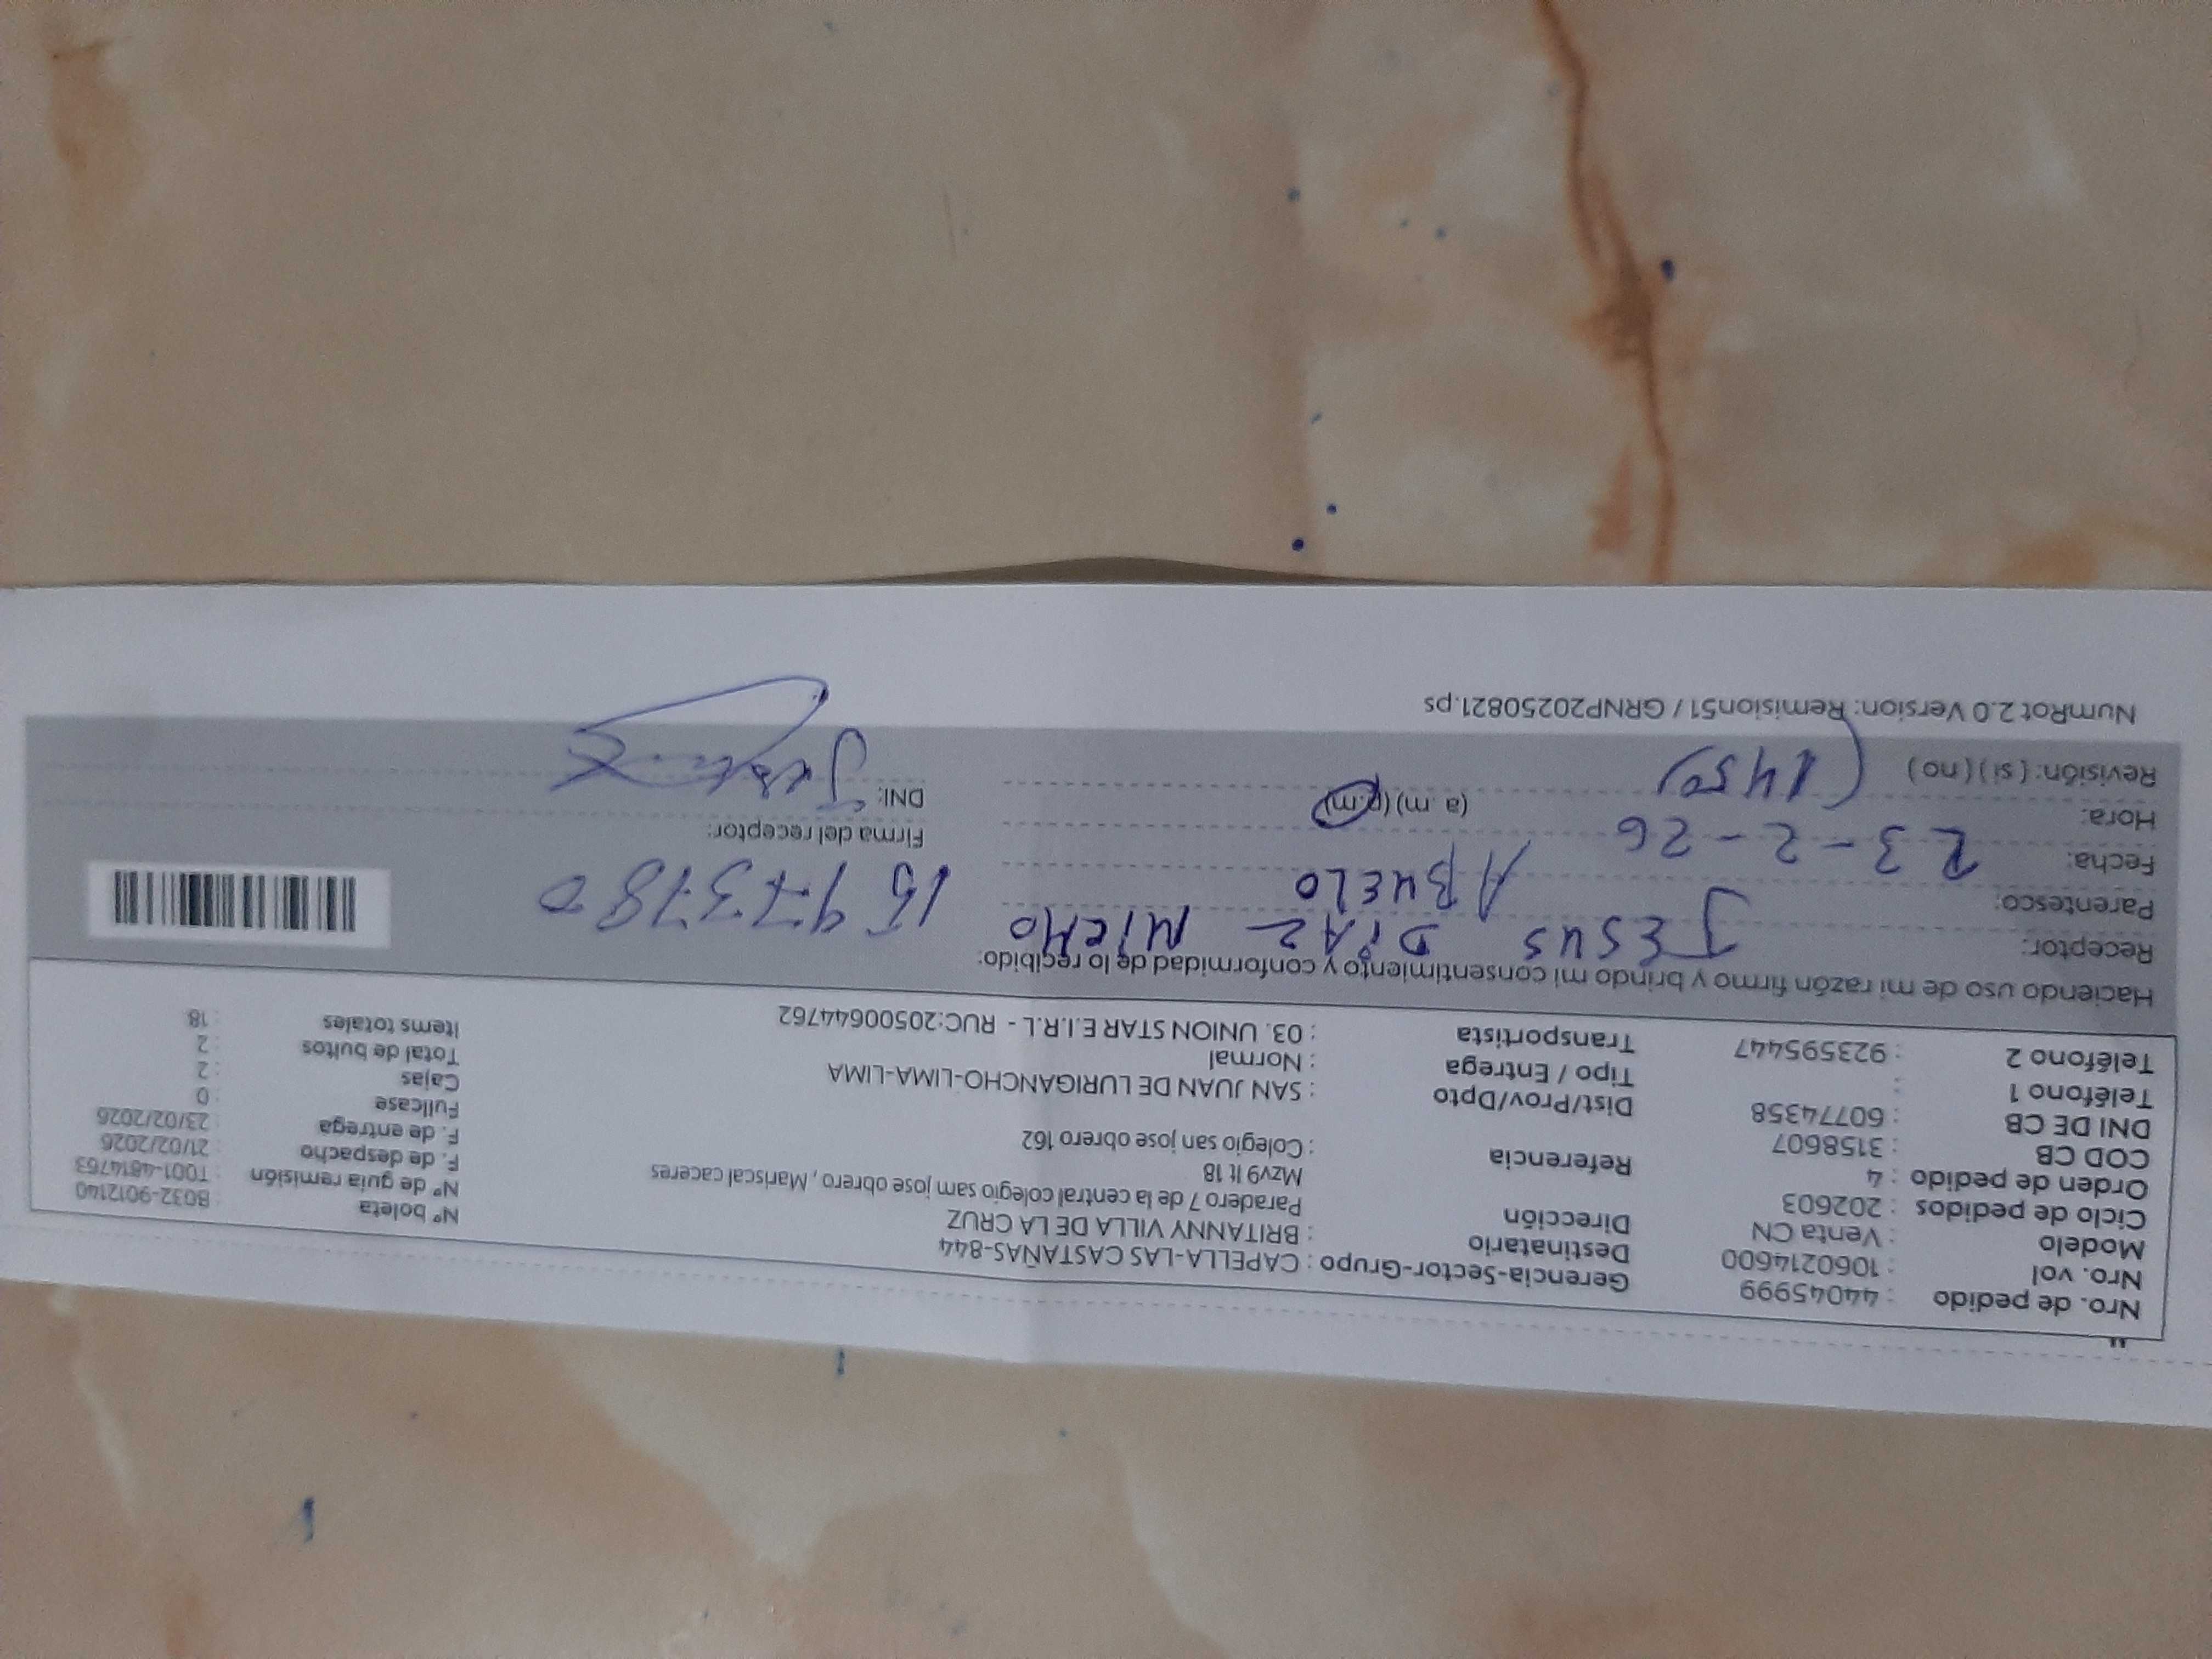 Nro. de pedido : 44045999
Nro. vol : 1060214600
Modelo : Venta CN
Ciclo de pedidos : 202603
Orden de pedido : 4
COD CB : 3158607
DNI DE CB : 60774358
Teléfono 1 :
Teléfono 2 : 923595447
Gerencia-Sector-Grupo : CAPELLA-LAS CASTAÑAS-844
Destinatario : BRITANNY VILLA DE LA CRUZ
Dirección Paradero 7 de la central colegio sam jose obrero , Mariscal caceres
Mzv9 lt 18
Referencia : Colegio san jose obrero 162
Dist/Prov/Dpto : SAN JUAN DE LURIGANCHO-LIMA-LIMA
Tipo / Entrega : Normal
Transportista : 03. UNION STAR E.I.R.L - RUC:20500644762
Nº boleta : B032-9012140
Nº de guía remisión : T001-4814763
F. de despacho : 21/02/2026
F. de entrega : 23/02/2026
Fullcase : 0
Cajas : 2
Total de bultos : 2
Items totales : 18
Haciendo uso de mi razón firmo y brindo mi consentimiento y conformidad de lo recibido:
Receptor: JESUS DIAZ
Parentesco: ABUELO
Fecha: 23-2-26
Hora: (a. m) (p.m)
Revisión: ( si ) ( no ) (1450)
Firma del receptor:
DNI:
NumRot 2.0 Version: Remision51 / GRNP20250821.ps